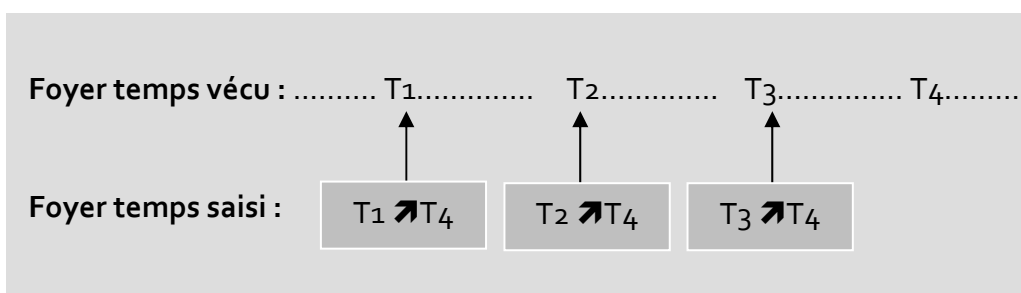 Foyer temps vécu : .......... T1.............. T2.............. T3............... T4.........
Foyer temps saisi : T1 🡽T4 T2 🡽T4 T3 🡽T4